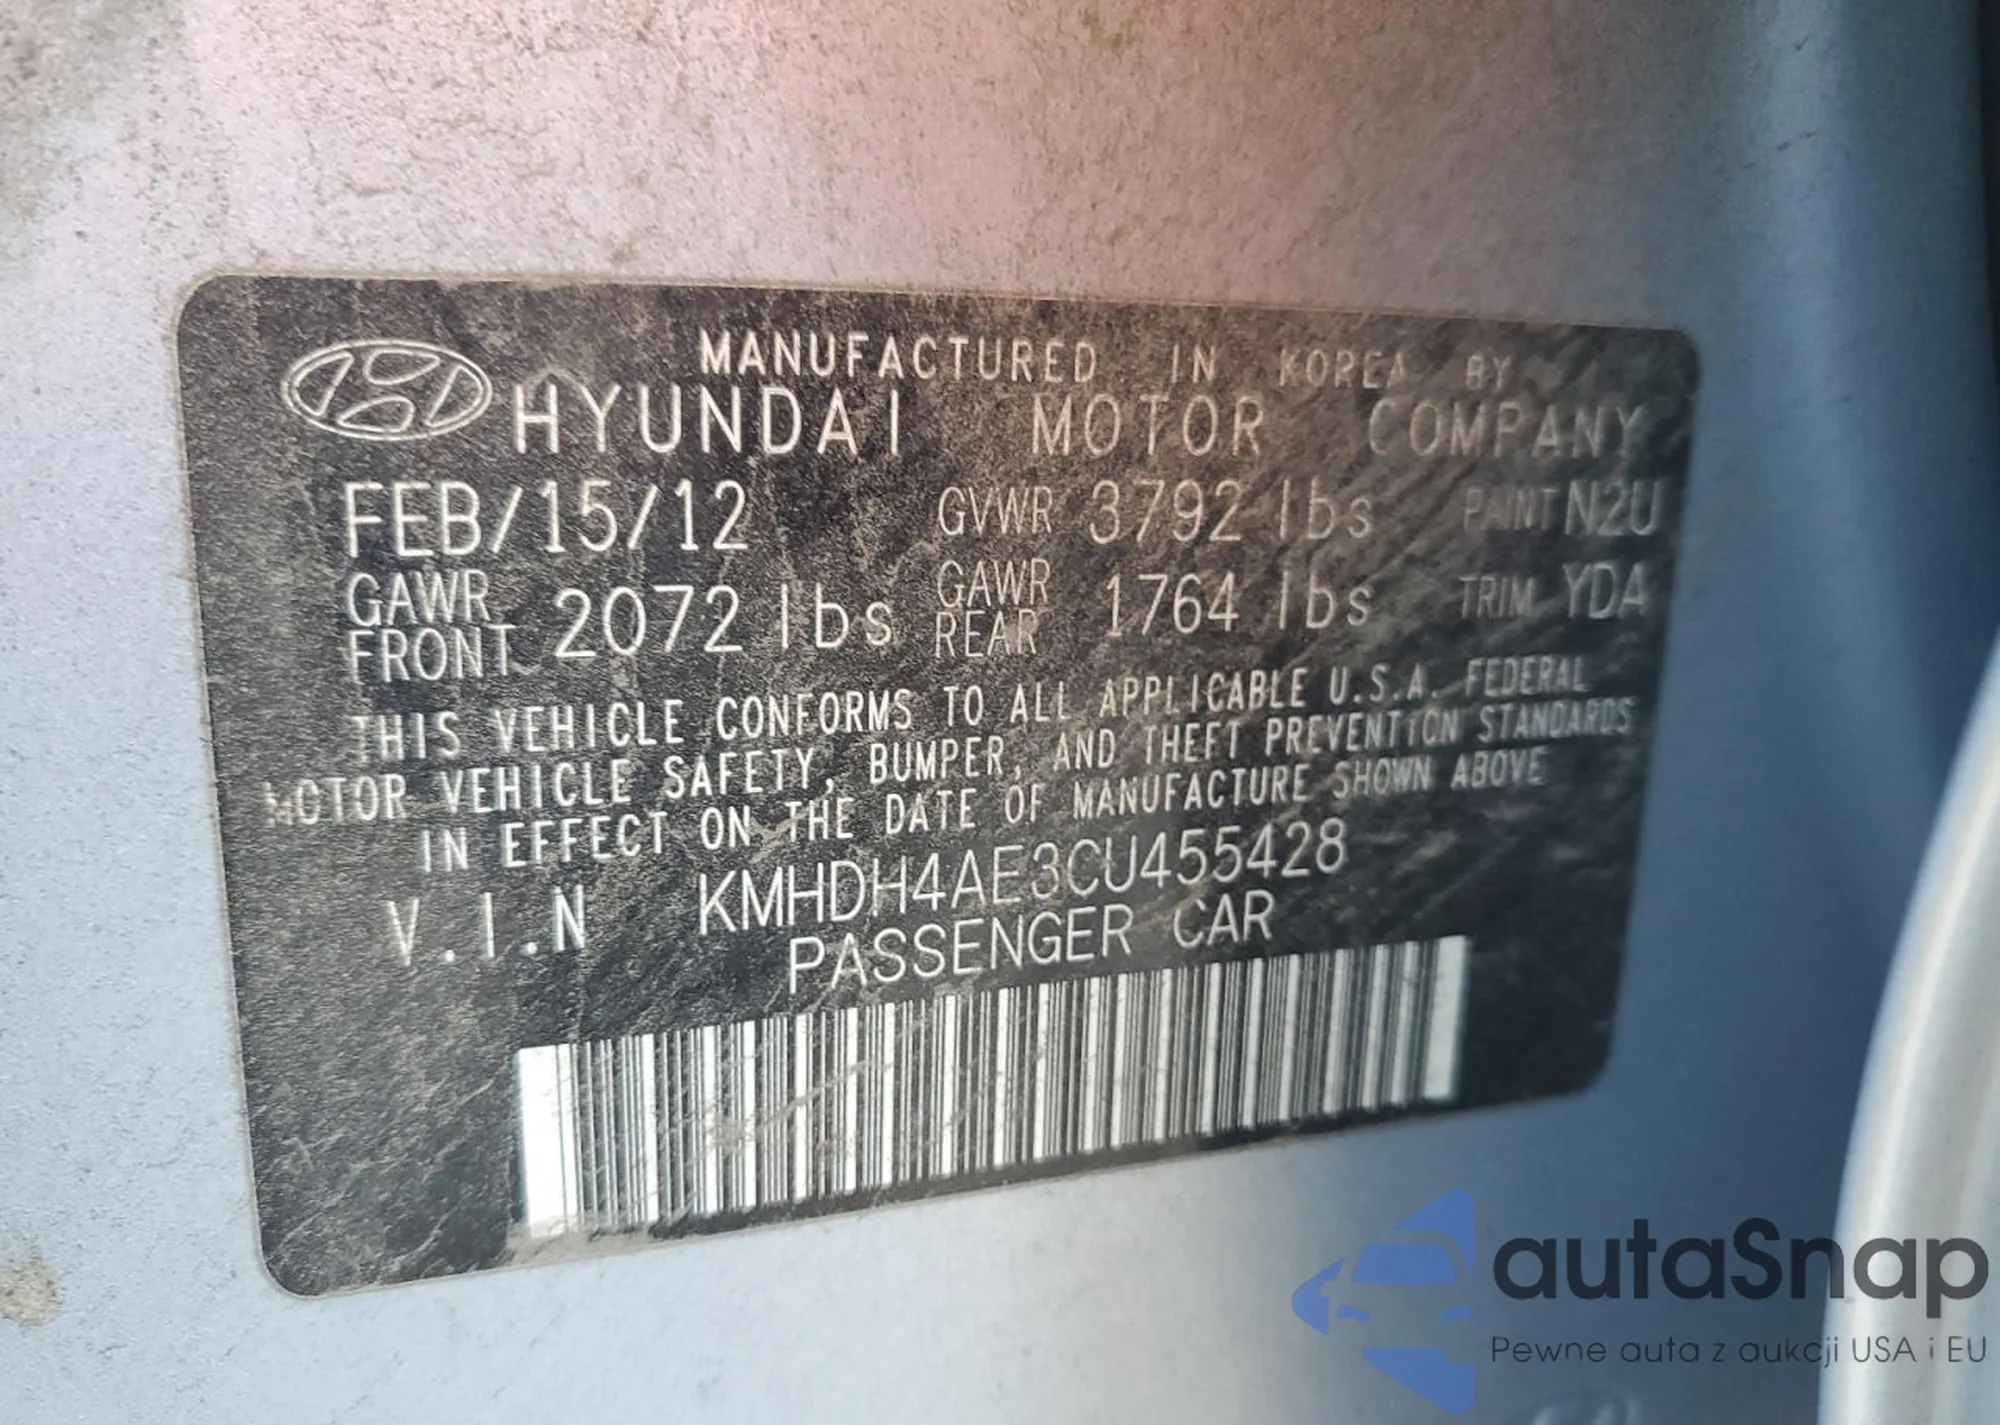 MANUFACTURED IN KOREA BY
HYUNDAI MOTOR COMPANY
FEB/15/12 GVWR 3792 lbs PAINT N2U
GAWR FRONT 2072 lbs GAWR REAR 1764 lbs TRIM YDA
THIS VEHICLE CONFORMS TO ALL APPLICABLE U.S.A. FEDERAL
MOTOR VEHICLE SAFETY, BUMPER, AND THEFT PREVENTION STANDARDS
IN EFFECT ON THE DATE OF MANUFACTURE SHOWN ABOVE
V.I.N KMHDH4AE3CU455428
PASSENGER CAR
autaSnap
Pewne auta z aukcji USA i EU